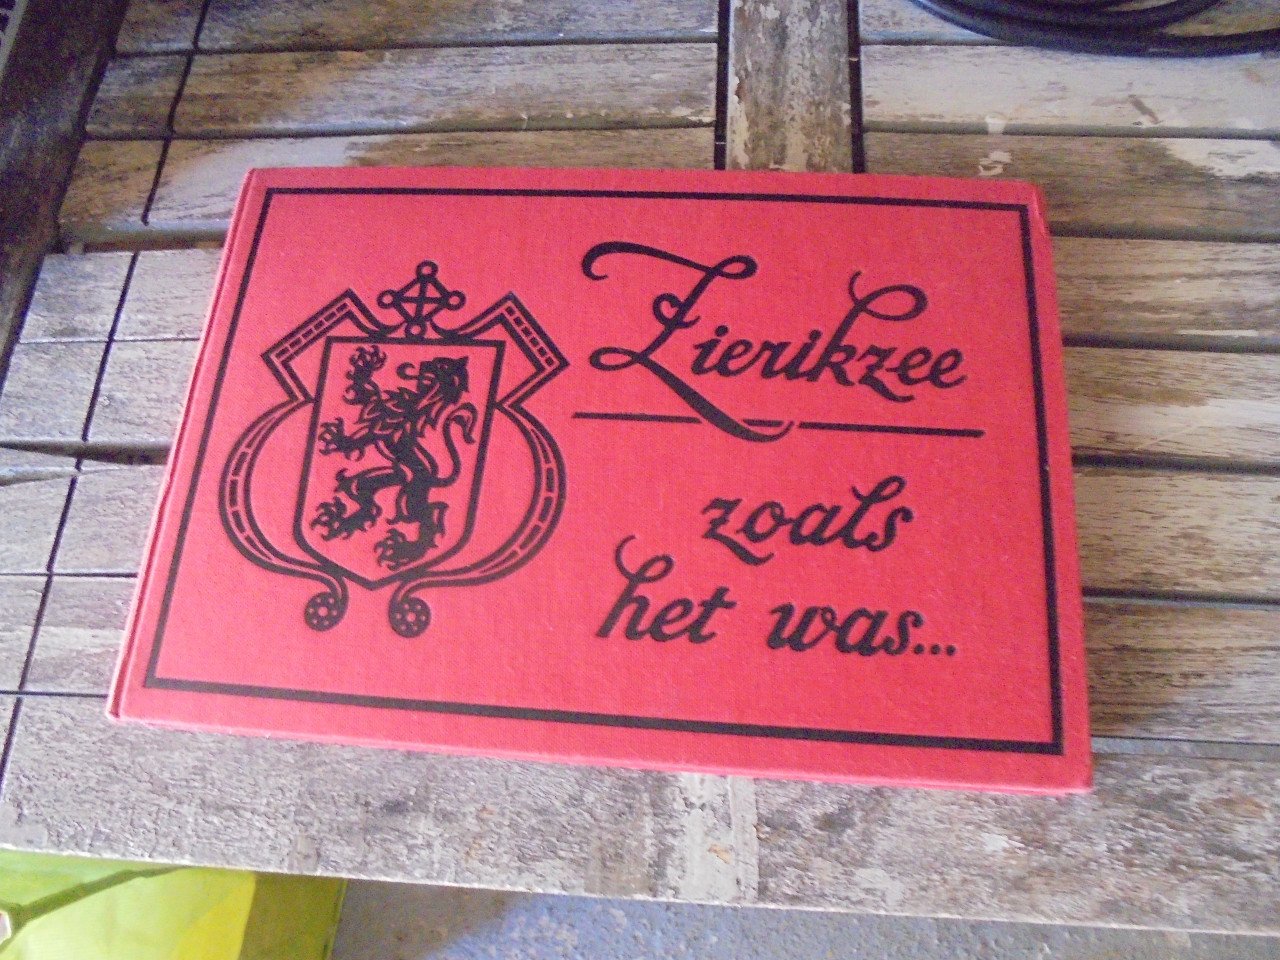 Zierikzee
zoals
het was...